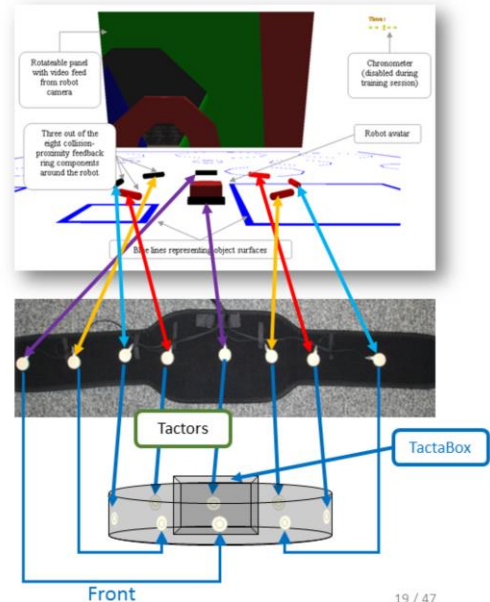 Time:
Rotateable panel
with video feed
from robot
camera
Chronometer
(disabled during
training session)
Three out of the
eight collision-
proximity feedback
ring components
around the robot
Robot avatar
Blue lines representing object surfaces
Tactors
TactaBox
Front
19 / 47